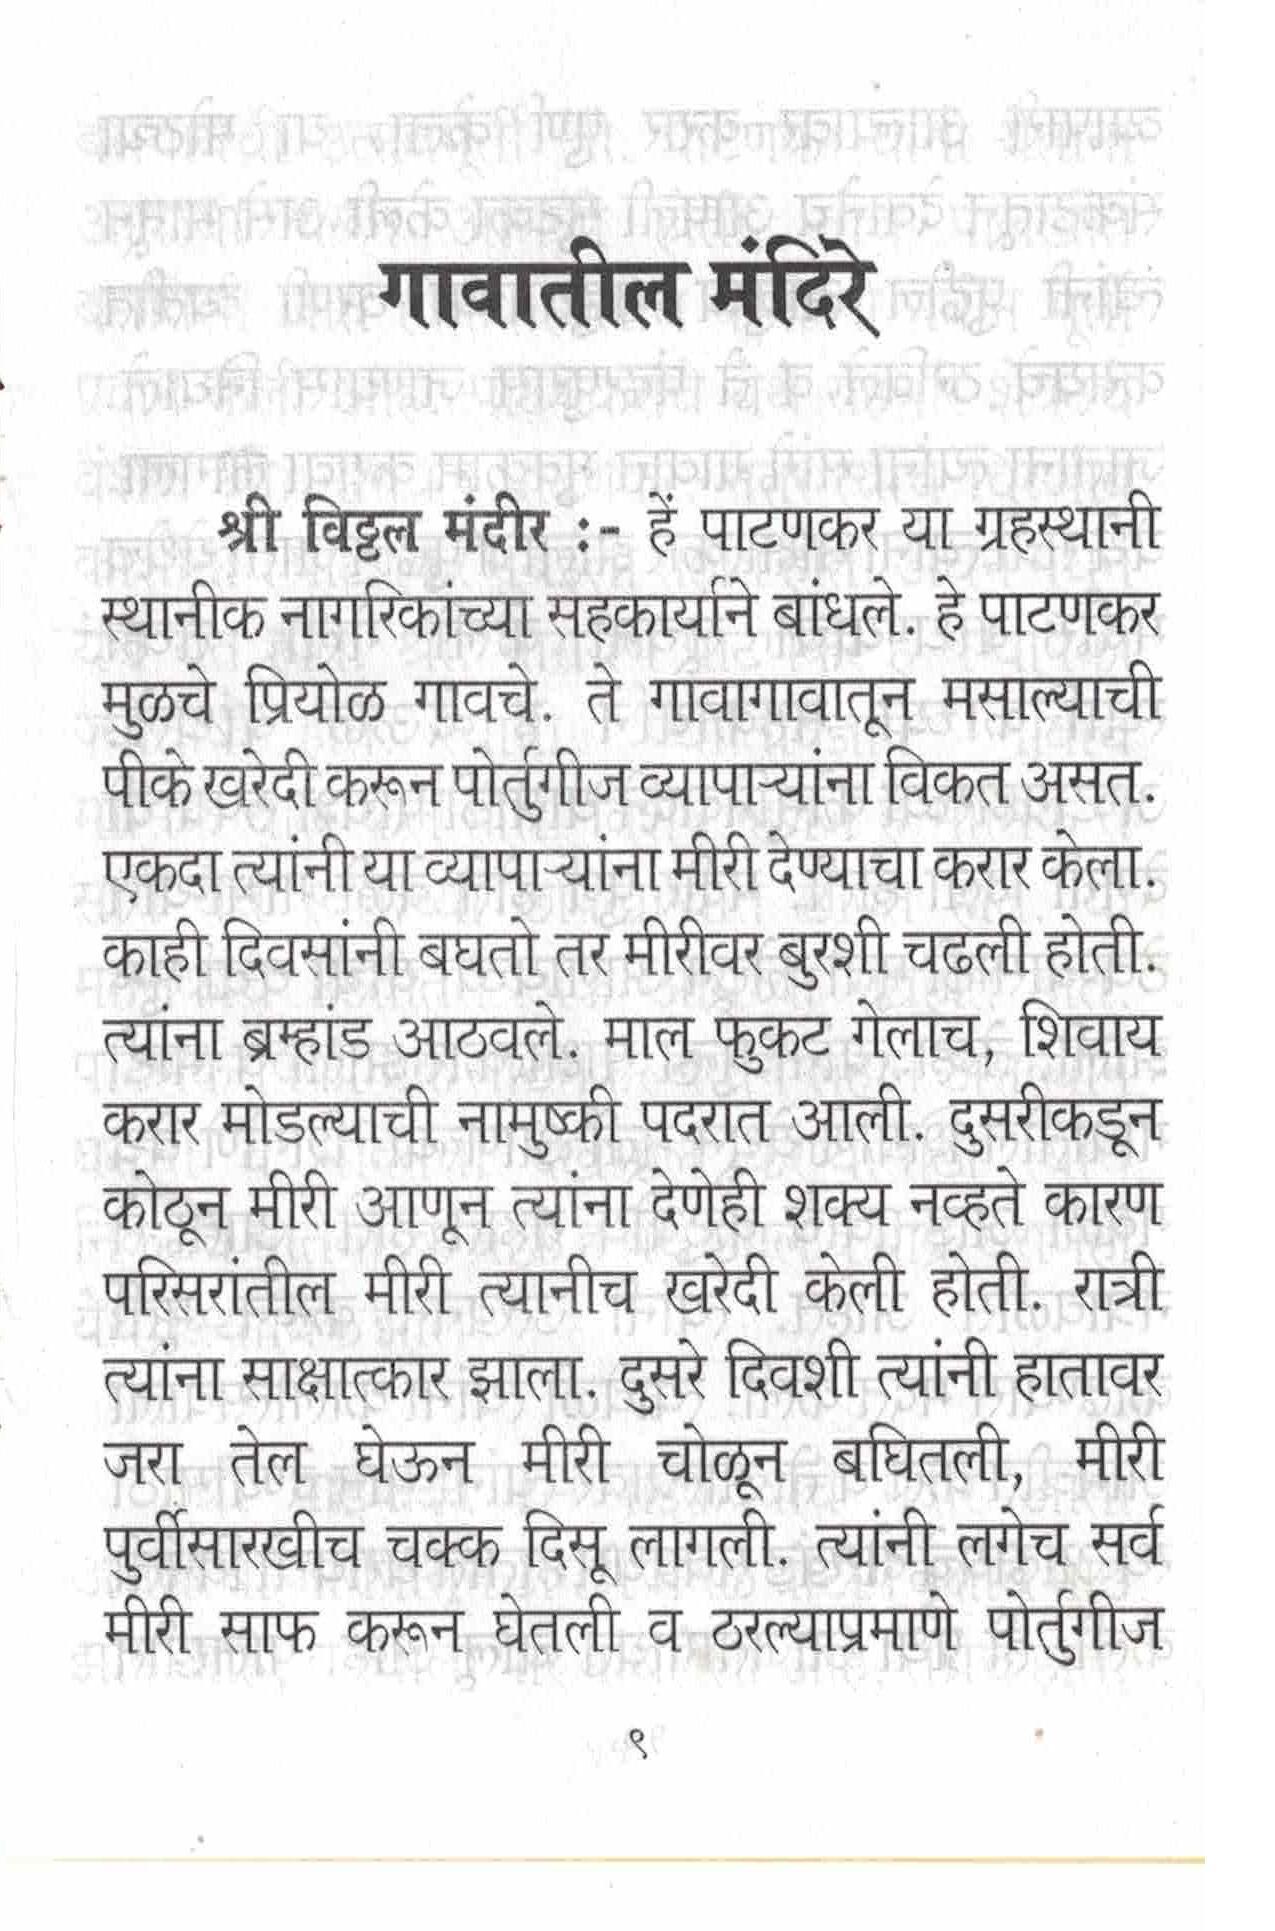 गावातील मंदिरे
श्री विठ्ठल मंदीर :- हें पाटणकर या ग्रहस्थानी
स्थानीक नागरिकांच्या सहकार्याने बांधले. हे पाटणकर
मुळचे प्रियोळ गावचे. ते गावागावातून मसाल्याची
पीके खरेदी करून पोर्तुगीज व्यापाऱ्यांना विकत असत.
एकदा त्यांनी या व्यापाऱ्यांना मीरी देण्याचा करार केला.
काही दिवसांनी बघतो तर मीरीवर बुरशी चढली होती.
त्यांना ब्रम्हांड आठवले. माल फुकट गेलाच, शिवाय
करार मोडल्याची नामुष्की पदरात आली. दुसरीकडून
कोठून मीरी आणून त्यांना देणेही शक्य नव्हते कारण
परिसरांतील मीरी त्यानीच खरेदी केली होती. रात्री
त्यांना साक्षात्कार झाला. दुसरे दिवशी त्यांनी हातावर
जरा तेल घेऊन मीरी चोळून बघितली, मीरी
पुर्वीसारखीच चक्क दिसू लागली. त्यांनी लगेच सर्व
मीरी साफ करून घेतली व ठरल्याप्रमाणे पोर्तुगीज
९